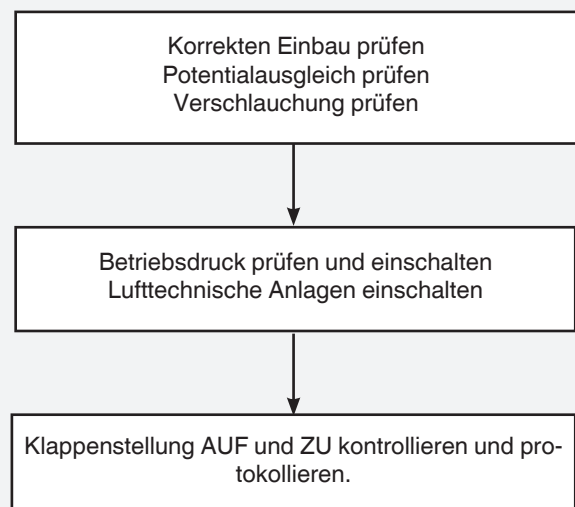 Korrekten Einbau prüfen
Potentialausgleich prüfen
Verschlauchung prüfen
Betriebsdruck prüfen und einschalten
Lufttechnische Anlagen einschalten
Klappenstellung AUF und ZU kontrollieren und pro-
tokollieren.